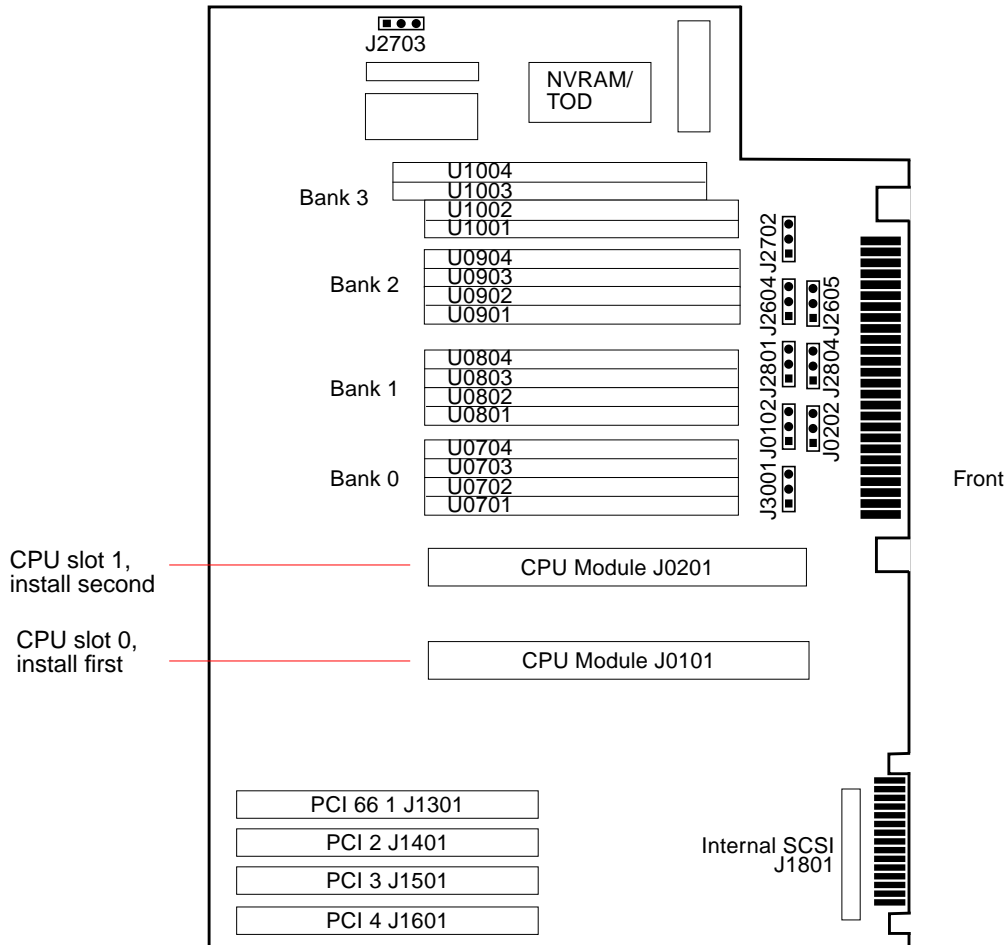 J2703
NVRAM/
TOD
Bank 3
U1004
U1003
U1002
U1001
Bank 2
U0904
U0903
U0902
U0901
Bank 1
U0804
U0803
U0802
U0801
Bank 0
U0704
U0703
U0702
U0701
J2702
J2604
J2605
J2801
J2804
J0102
J0202
J3001
Front
CPU slot 1,
install second
CPU Module J0201
CPU slot 0,
install first
CPU Module J0101
PCI 66 1 J1301
PCI 2 J1401
PCI 3 J1501
PCI 4 J1601
Internal SCSI
J1801